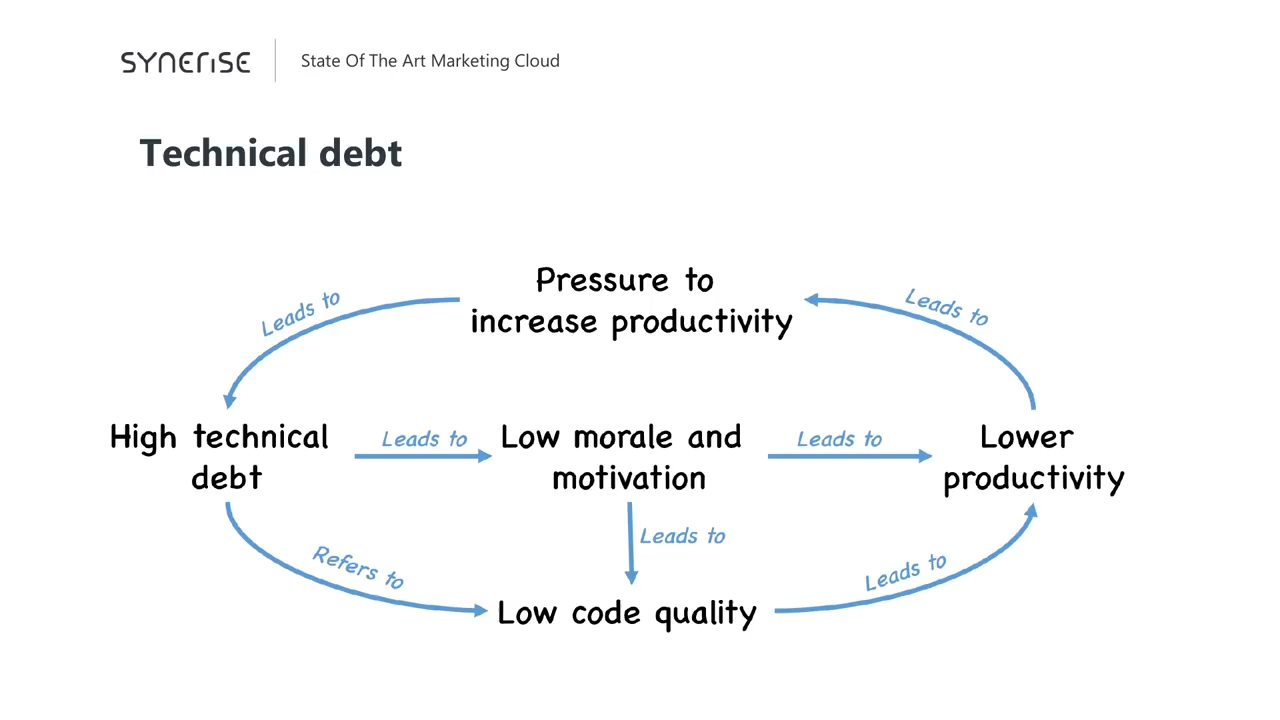 SYNERISE
State Of The Art Marketing Cloud
Technical debt
Pressure to
increase productivity
Leads to
Leads to
High technical
debt
Leads to
Low morale and
motivation
Leads to
Lower
productivity
Leads to
Refers to
Leads to
Low code quality